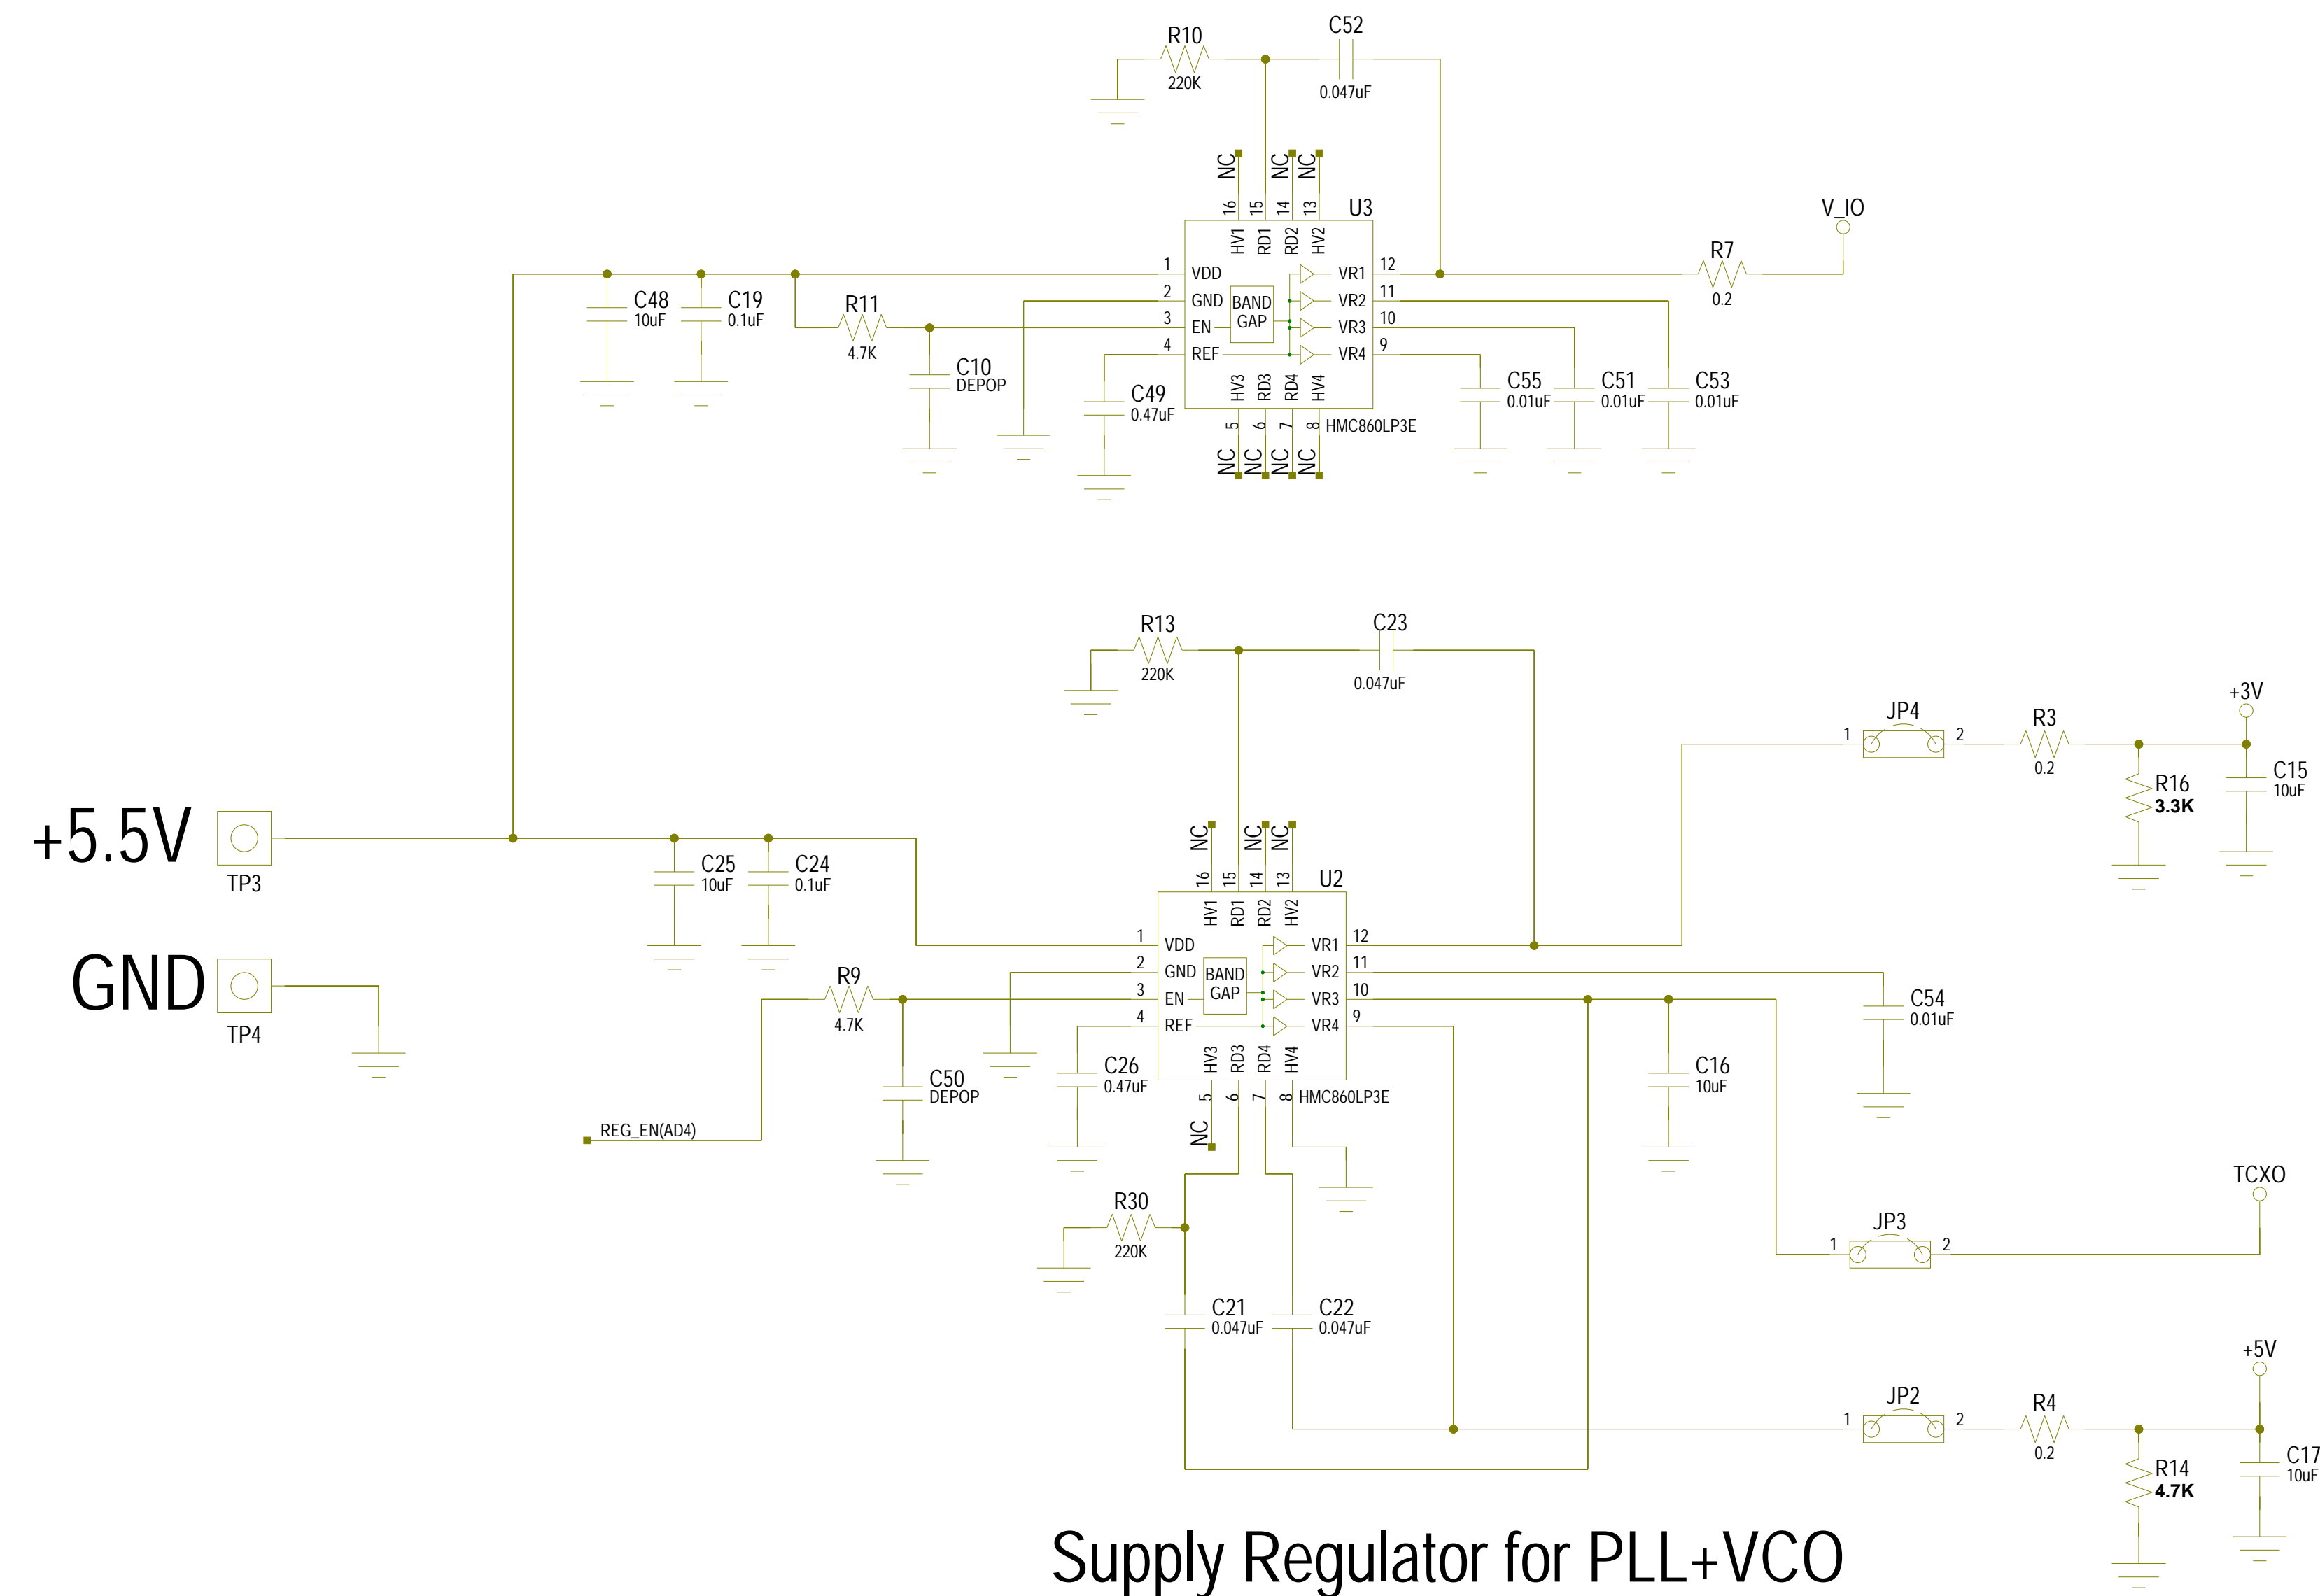 C52
R10
220K
0.047uF
NC
NC
NC
16
15
14
13
U3
HV1
RD1
RD2
HV2
V_IO
1
VDD
VR1
12
R7
0.2
C48
10uF
C19
0.1uF
R11
4.7K
2
GND
BAND
GAP
VR2
11
3
EN
VR3
10
4
REF
VR4
9
C10
DEPOP
C49
0.47uF
HV3
RD3
RD4
HV4
C55
0.01uF
C51
0.01uF
C53
0.01uF
5
6
7
8
HMC860LP3E
NC
NC
NC
NC
R13
220K
C23
0.047uF
+3V
JP4
1
2
R3
0.2
R16
3.3K
C15
10uF
+5.5V
TP3
C25
10uF
C24
0.1uF
NC
NC
NC
16
15
14
13
U2
HV1
RD1
RD2
HV2
1
VDD
VR1
12
GND
TP4
R9
4.7K
2
GND
BAND
GAP
VR2
11
3
EN
VR3
10
4
REF
VR4
9
C54
0.01uF
C50
DEPOP
C26
0.47uF
HV3
RD3
RD4
HV4
C16
10uF
5
6
7
8
HMC860LP3E
NC
REG_EN(AD4)
TCXO
R30
220K
JP3
1
2
C21
0.047uF
C22
0.047uF
+5V
JP2
1
2
R4
0.2
R14
4.7K
C17
10uF
Supply Regulator for PLL+VCO